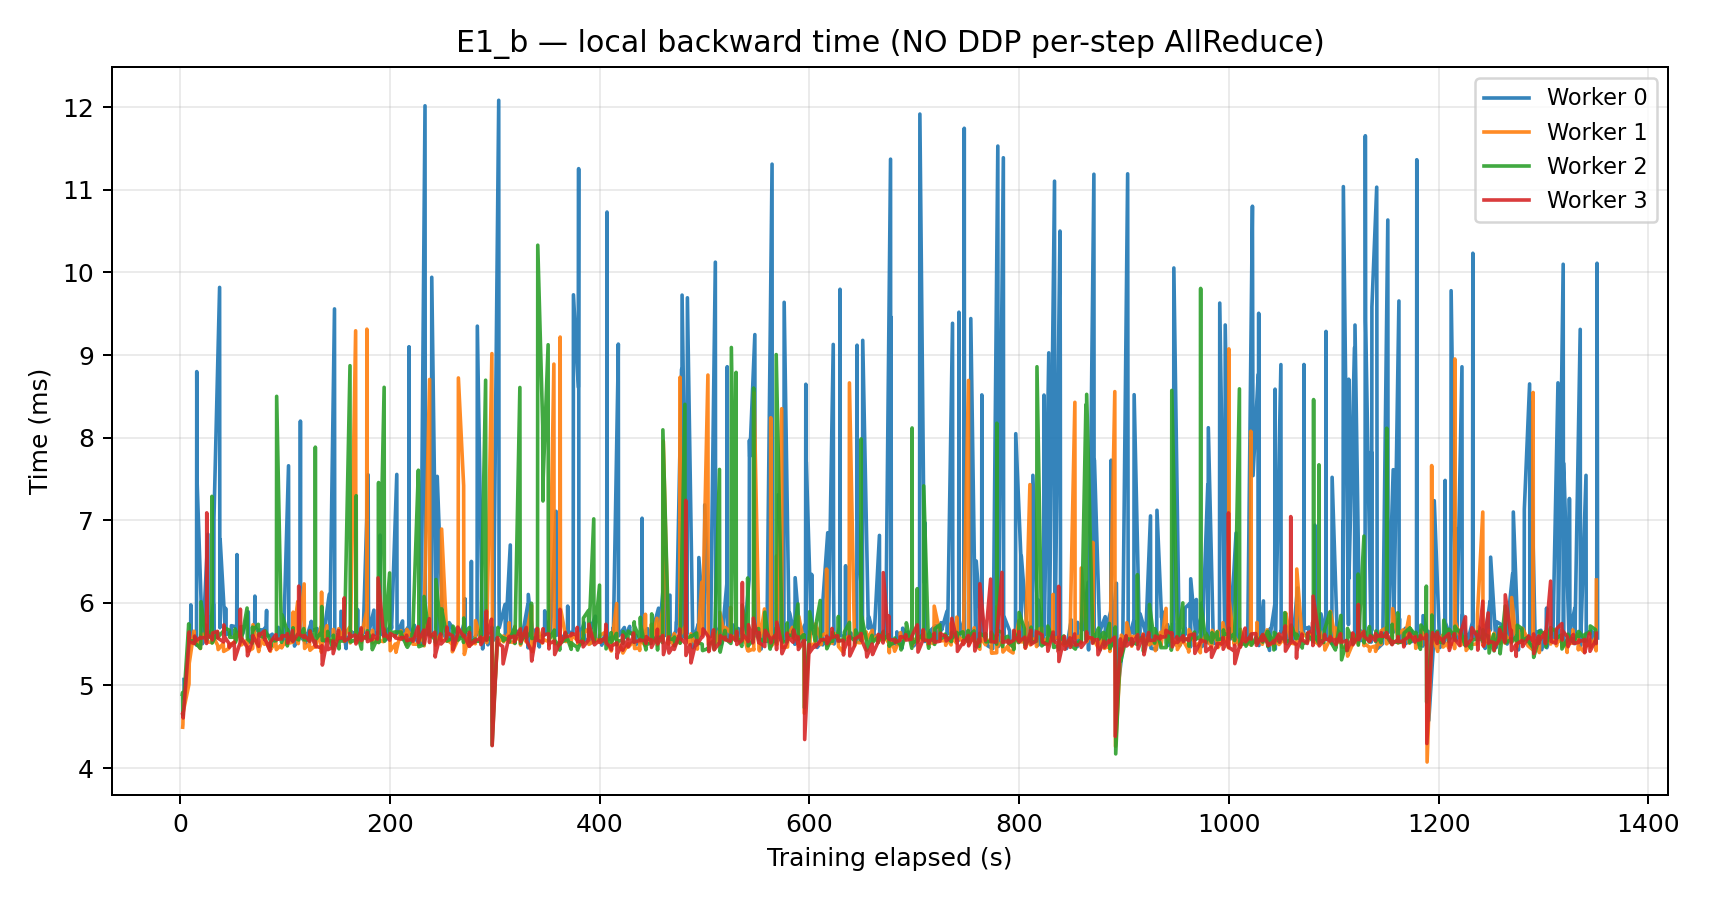 E1_b — local backward time (NO DDP per-step AllReduce)
Time (ms)
12
11
10
9
8
7
6
5
4
Worker 0
Worker 1
Worker 2
Worker 3
0 200 400 600 800 1000 1200 1400
Training elapsed (s)